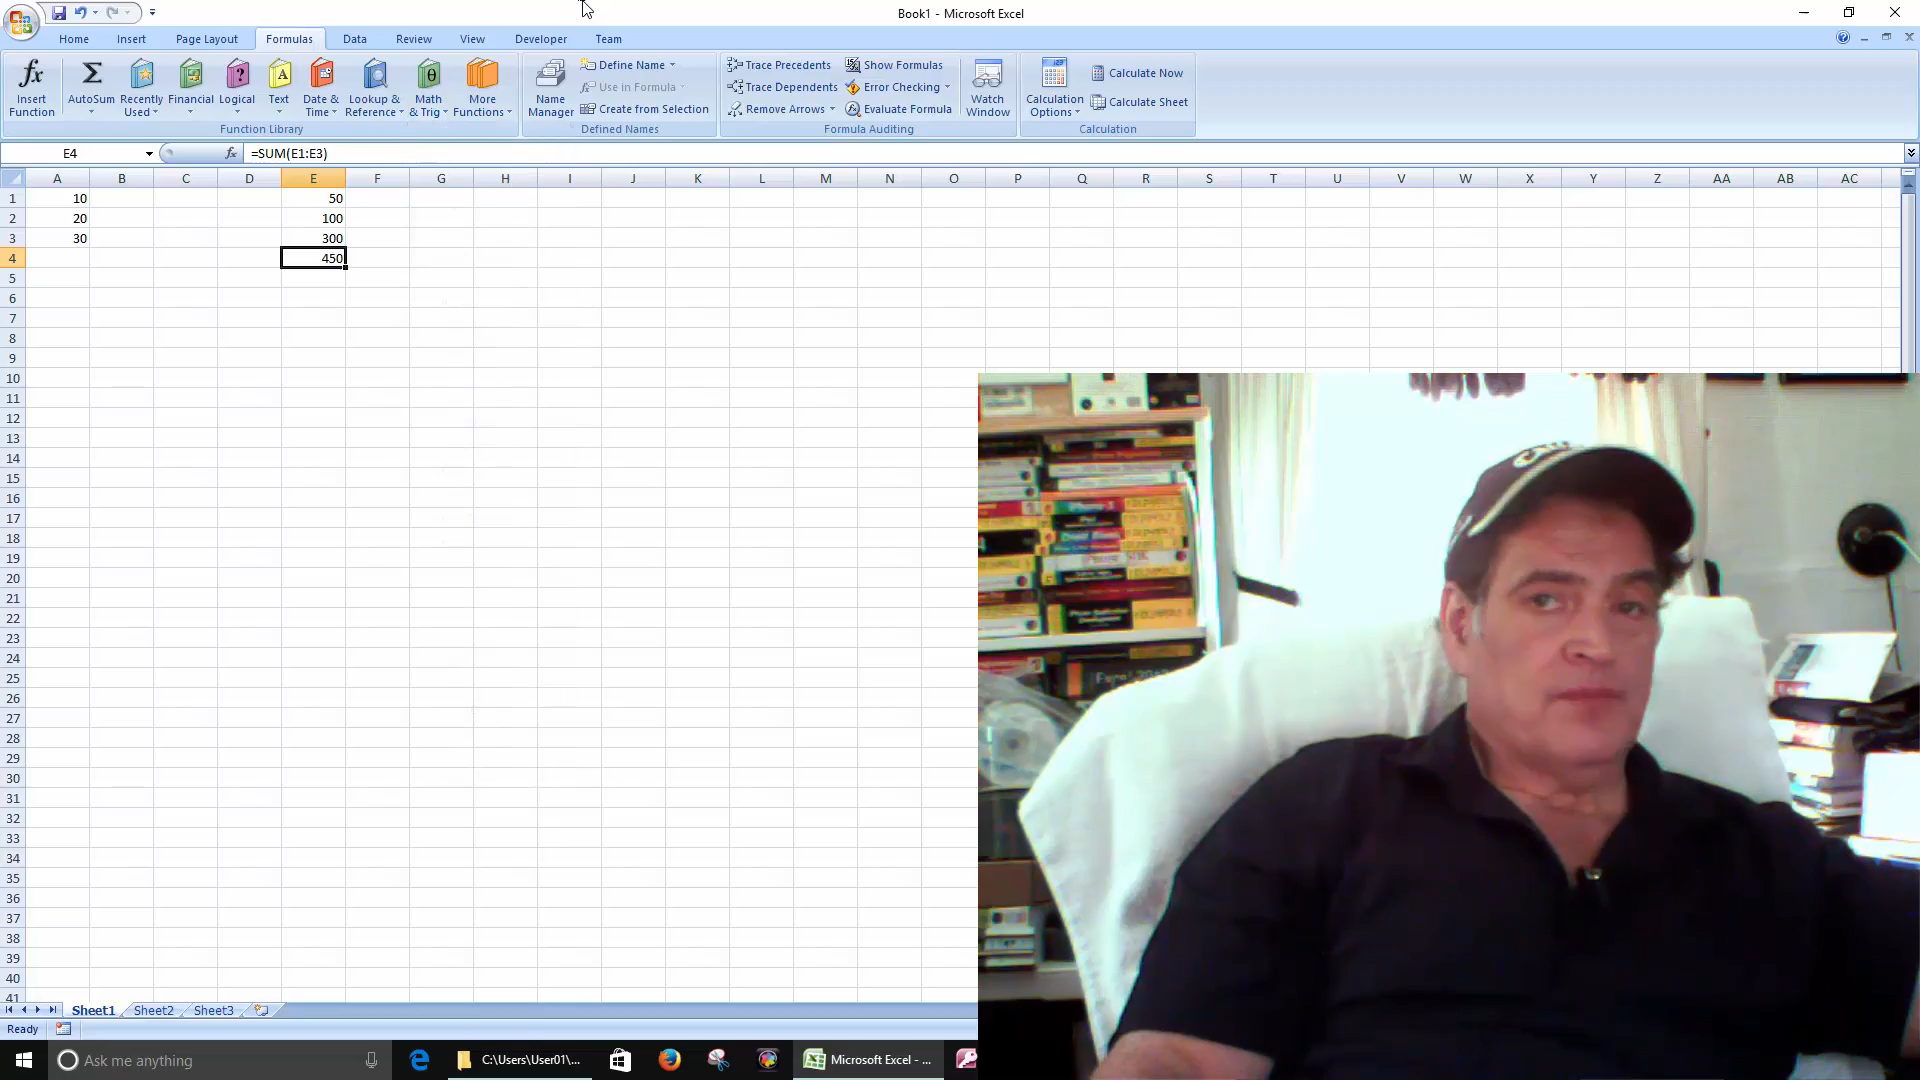 Book1 - Microsoft Excel
Home Insert Page Layout Formulas Data Review View Developer Team
Insert Function
AutoSum
Recently Used
Financial
Logical
Text
Date & Time
Lookup & Reference
Math & Trig
More Functions
Function Library
Name Manager
Define Name
Use in Formula
Create from Selection
Defined Names
Trace Precedents
Trace Dependents
Remove Arrows
Show Formulas
Error Checking
Evaluate Formula
Watch Window
Formula Auditing
Calculation Options
Calculate Now
Calculate Sheet
Calculation
E4 fx =SUM(E1:E3)
A B C D E F G H I J K L M N O P Q R S T U V W X Y Z AA AB AC
1 10 50
2 20 100
3 30 300
4 450
5
6
7
8
9
10
11
12
13
14
15
16
17
18
19
20
21
22
23
24
25
26
27
28
29
30
31
32
33
34
35
36
37
38
39
40
41
Sheet1 Sheet2 Sheet3
Ready
Ask me anything C:\Users\User01\... Microsoft Excel - ...